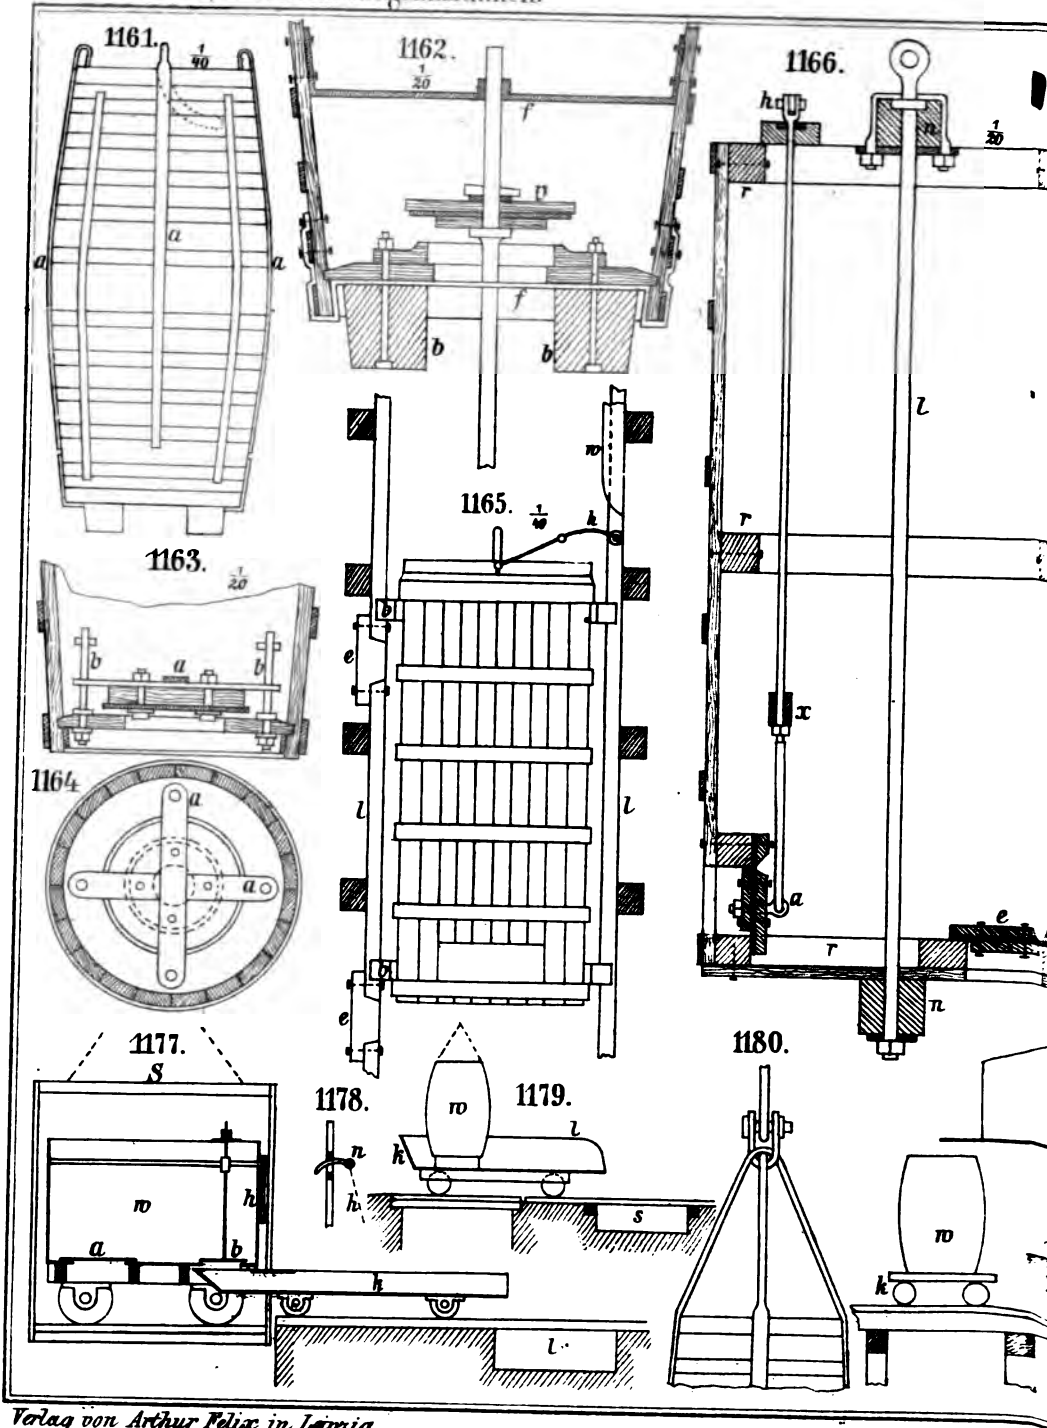 1161.
1/40
a
a
a
1162.
1/20
f
v
f
b
b
1166.
h
n
1/20
r
l
r
x
a
e
r
n
1163.
1/20
b
a
b
1164
a
a
1165.
1/40
w
h
b
e
l
l
b
e
1177.
S
w
h
a
b
h
l
1178.
n
h
1179.
w
l
k
s
1180.
w
k
Verlag von Arthur Felix in Leipzig